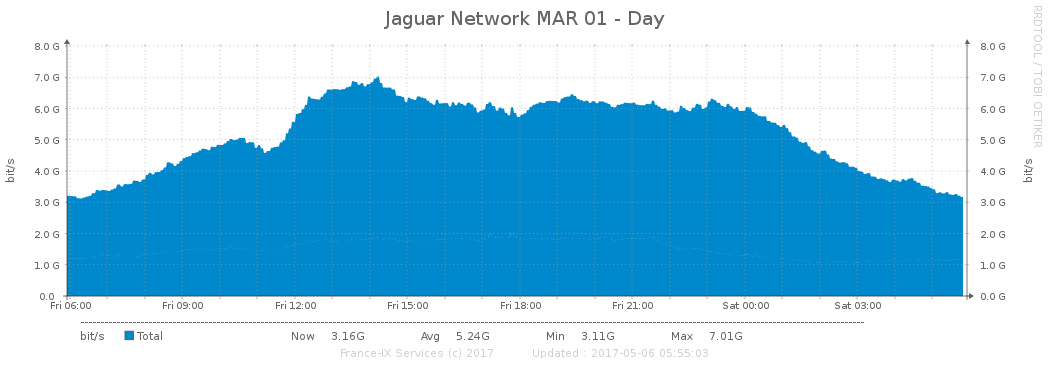 Jaguar Network MAR 01 - Day
RRDTOOL / TOBI OETIKER
bit/s
8.0 G 8.0 G
7.0 G 7.0 G
6.0 G 6.0 G
5.0 G 5.0 G
4.0 G 4.0 G
3.0 G 3.0 G
2.0 G 2.0 G
1.0 G 1.0 G
0.0 0.0 G
bit/s
Fri 06:00 Fri 09:00 Fri 12:00 Fri 15:00 Fri 18:00 Fri 21:00 Sat 00:00 Sat 03:00
bit/s Total Now 3.16G Avg 5.24G Min 3.11G Max 7.01G
France-IX Services (c) 2017 Updated : 2017-05-06 05:55:03